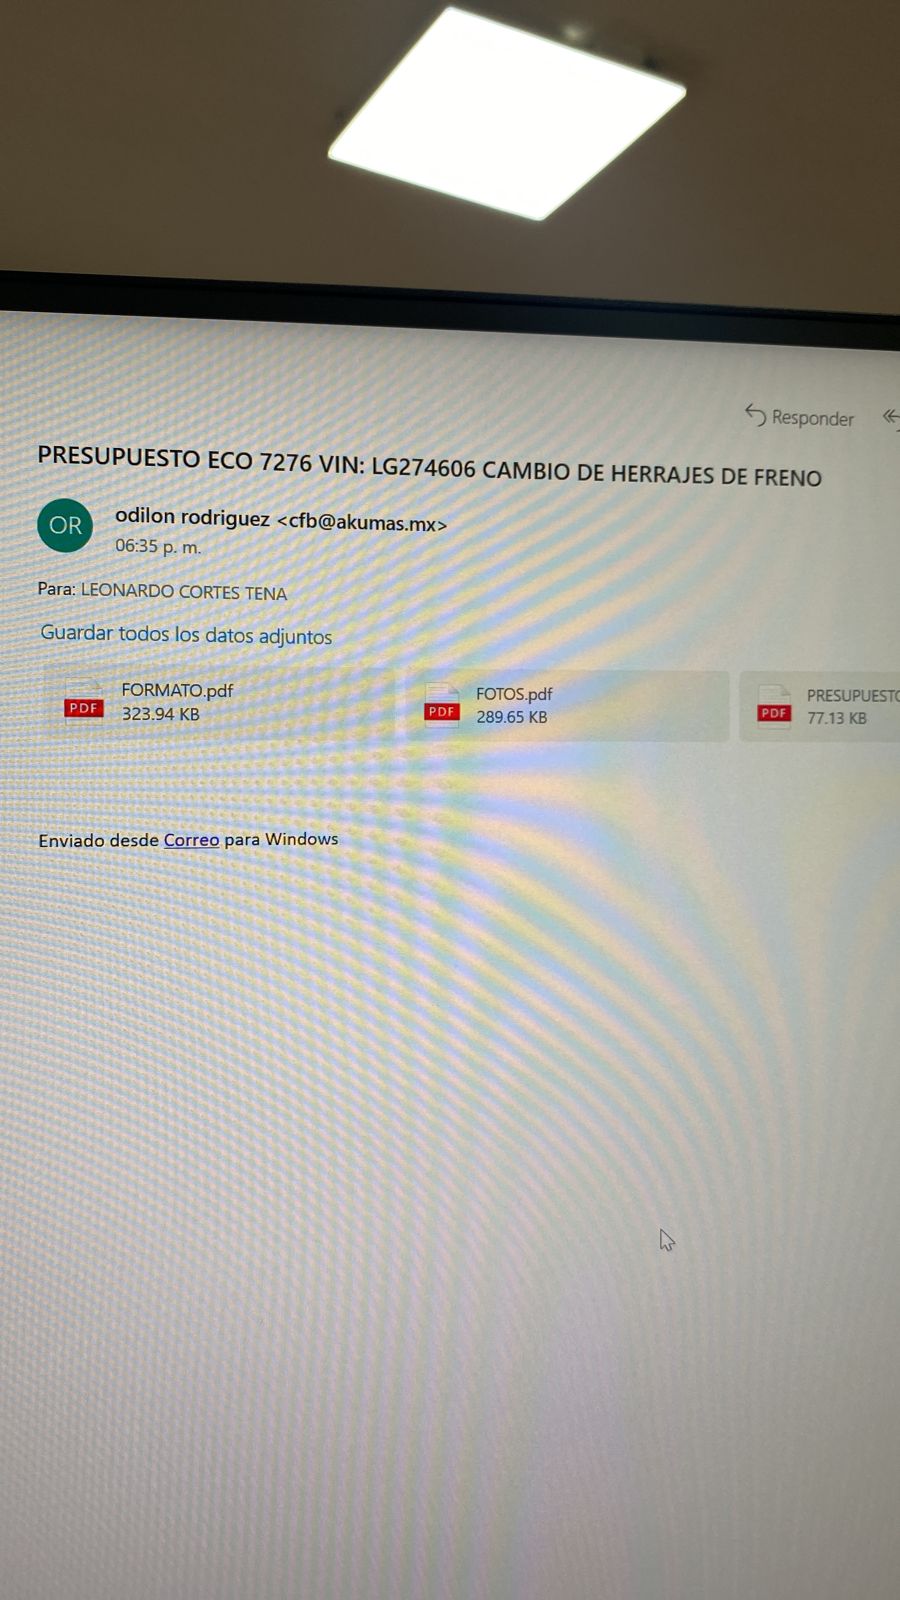 Responder
PRESUPUESTO ECO 7276 VIN: LG274606 CAMBIO DE HERRAJES DE FRENO
OR
odilon rodriguez <cfb@akumas.mx>
06:35 p. m.
Para: LEONARDO CORTES TENA
Guardar todos los datos adjuntos
PDF
FORMATO.pdf
323.94 KB
PDF
FOTOS.pdf
289.65 KB
PDF
PRESUPUESTO
77.13 KB
Enviado desde Correo para Windows